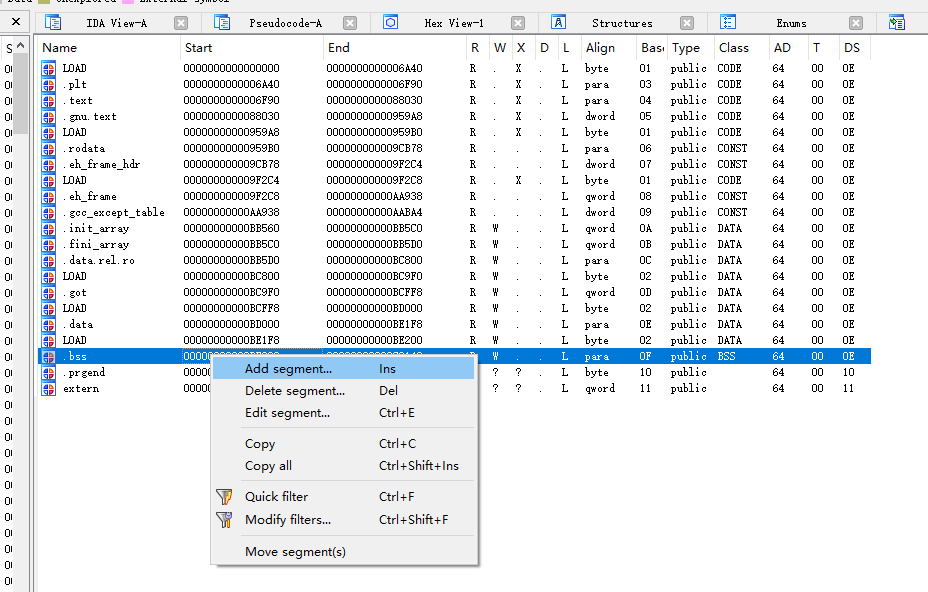 IDA View-A Pseudocode-A Hex View-1 Structures Enums
Name Start End R W X D L Align Base Type Class AD T DS
LOAD 0000000000000000 0000000000006A40 R . X . L byte 01 public CODE 64 00 0E
.plt 0000000000006A40 0000000000006F90 R . X . L para 03 public CODE 64 00 0E
.text 0000000000006F90 0000000000088030 R . X . L para 04 public CODE 64 00 0E
.gnu.text 0000000000088030 00000000000959A8 R . X . L dword 05 public CODE 64 00 0E
LOAD 00000000000959A8 00000000000959B0 R . X . L byte 01 public CODE 64 00 0E
.rodata 00000000000959B0 000000000009CB78 R . . . L para 06 public CONST 64 00 0E
.eh_frame_hdr 000000000009CB78 000000000009F2C4 R . . . L dword 07 public CONST 64 00 0E
LOAD 000000000009F2C4 000000000009F2C8 R . X . L byte 01 public CODE 64 00 0E
.eh_frame 000000000009F2C8 00000000000AA938 R . . . L qword 08 public CONST 64 00 0E
.gcc_except_table 00000000000AA938 00000000000AABA4 R . . . L dword 09 public CONST 64 00 0E
.init_array 00000000000BB560 00000000000BB5C0 R W . . L qword 0A public DATA 64 00 0E
.fini_array 00000000000BB5C0 00000000000BB5D0 R W . . L qword 0B public DATA 64 00 0E
.data.rel.ro 00000000000BB5D0 00000000000BC800 R W . . L para 0C public DATA 64 00 0E
LOAD 00000000000BC800 00000000000BC9F0 R W . . L byte 02 public DATA 64 00 0E
.got 00000000000BC9F0 00000000000BCFF8 R W . . L qword 0D public DATA 64 00 0E
LOAD 00000000000BCFF8 00000000000BD000 R W . . L byte 02 public DATA 64 00 0E
.data 00000000000BD000 00000000000BE1F8 R W . . L para 0E public DATA 64 00 0E
LOAD 00000000000BE1F8 00000000000BE200 R W . . L byte 02 public DATA 64 00 0E
.bss W . . L para 0F public BSS 64 00 0E
.prgend ? ? . L byte 10 public 64 00 10
extern ? ? . L qword 11 public 64 00 11
Add segment... Ins
Delete segment... Del
Edit segment... Ctrl+E
Copy Ctrl+C
Copy all Ctrl+Shift+Ins
Quick filter Ctrl+F
Modify filters... Ctrl+Shift+F
Move segment(s)